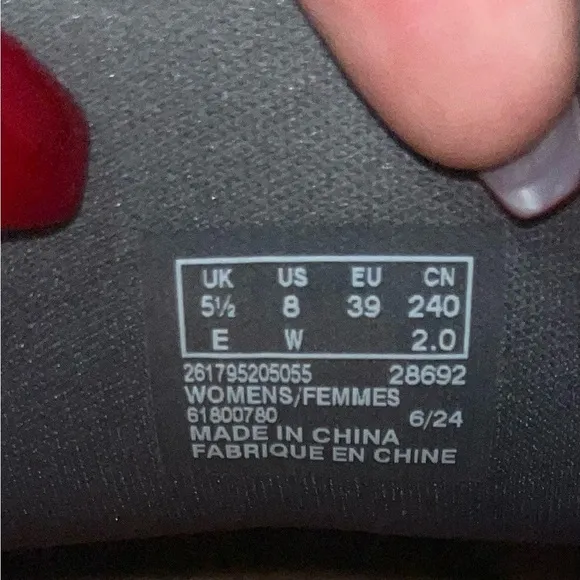 UK US EU CN
5½ 8 39 240
E W 2.0
261795205055 28692
WOMENS/FEMMES
61800780 6/24
MADE IN CHINA
FABRIQUE EN CHINE